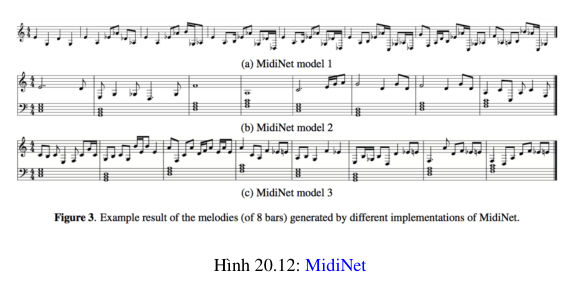 (a) MidiNet model 1
(b) MidiNet model 2
(c) MidiNet model 3
Figure 3. Example result of the melodies (of 8 bars) generated by different implementations of MidiNet.
Hình 20.12: MidiNet